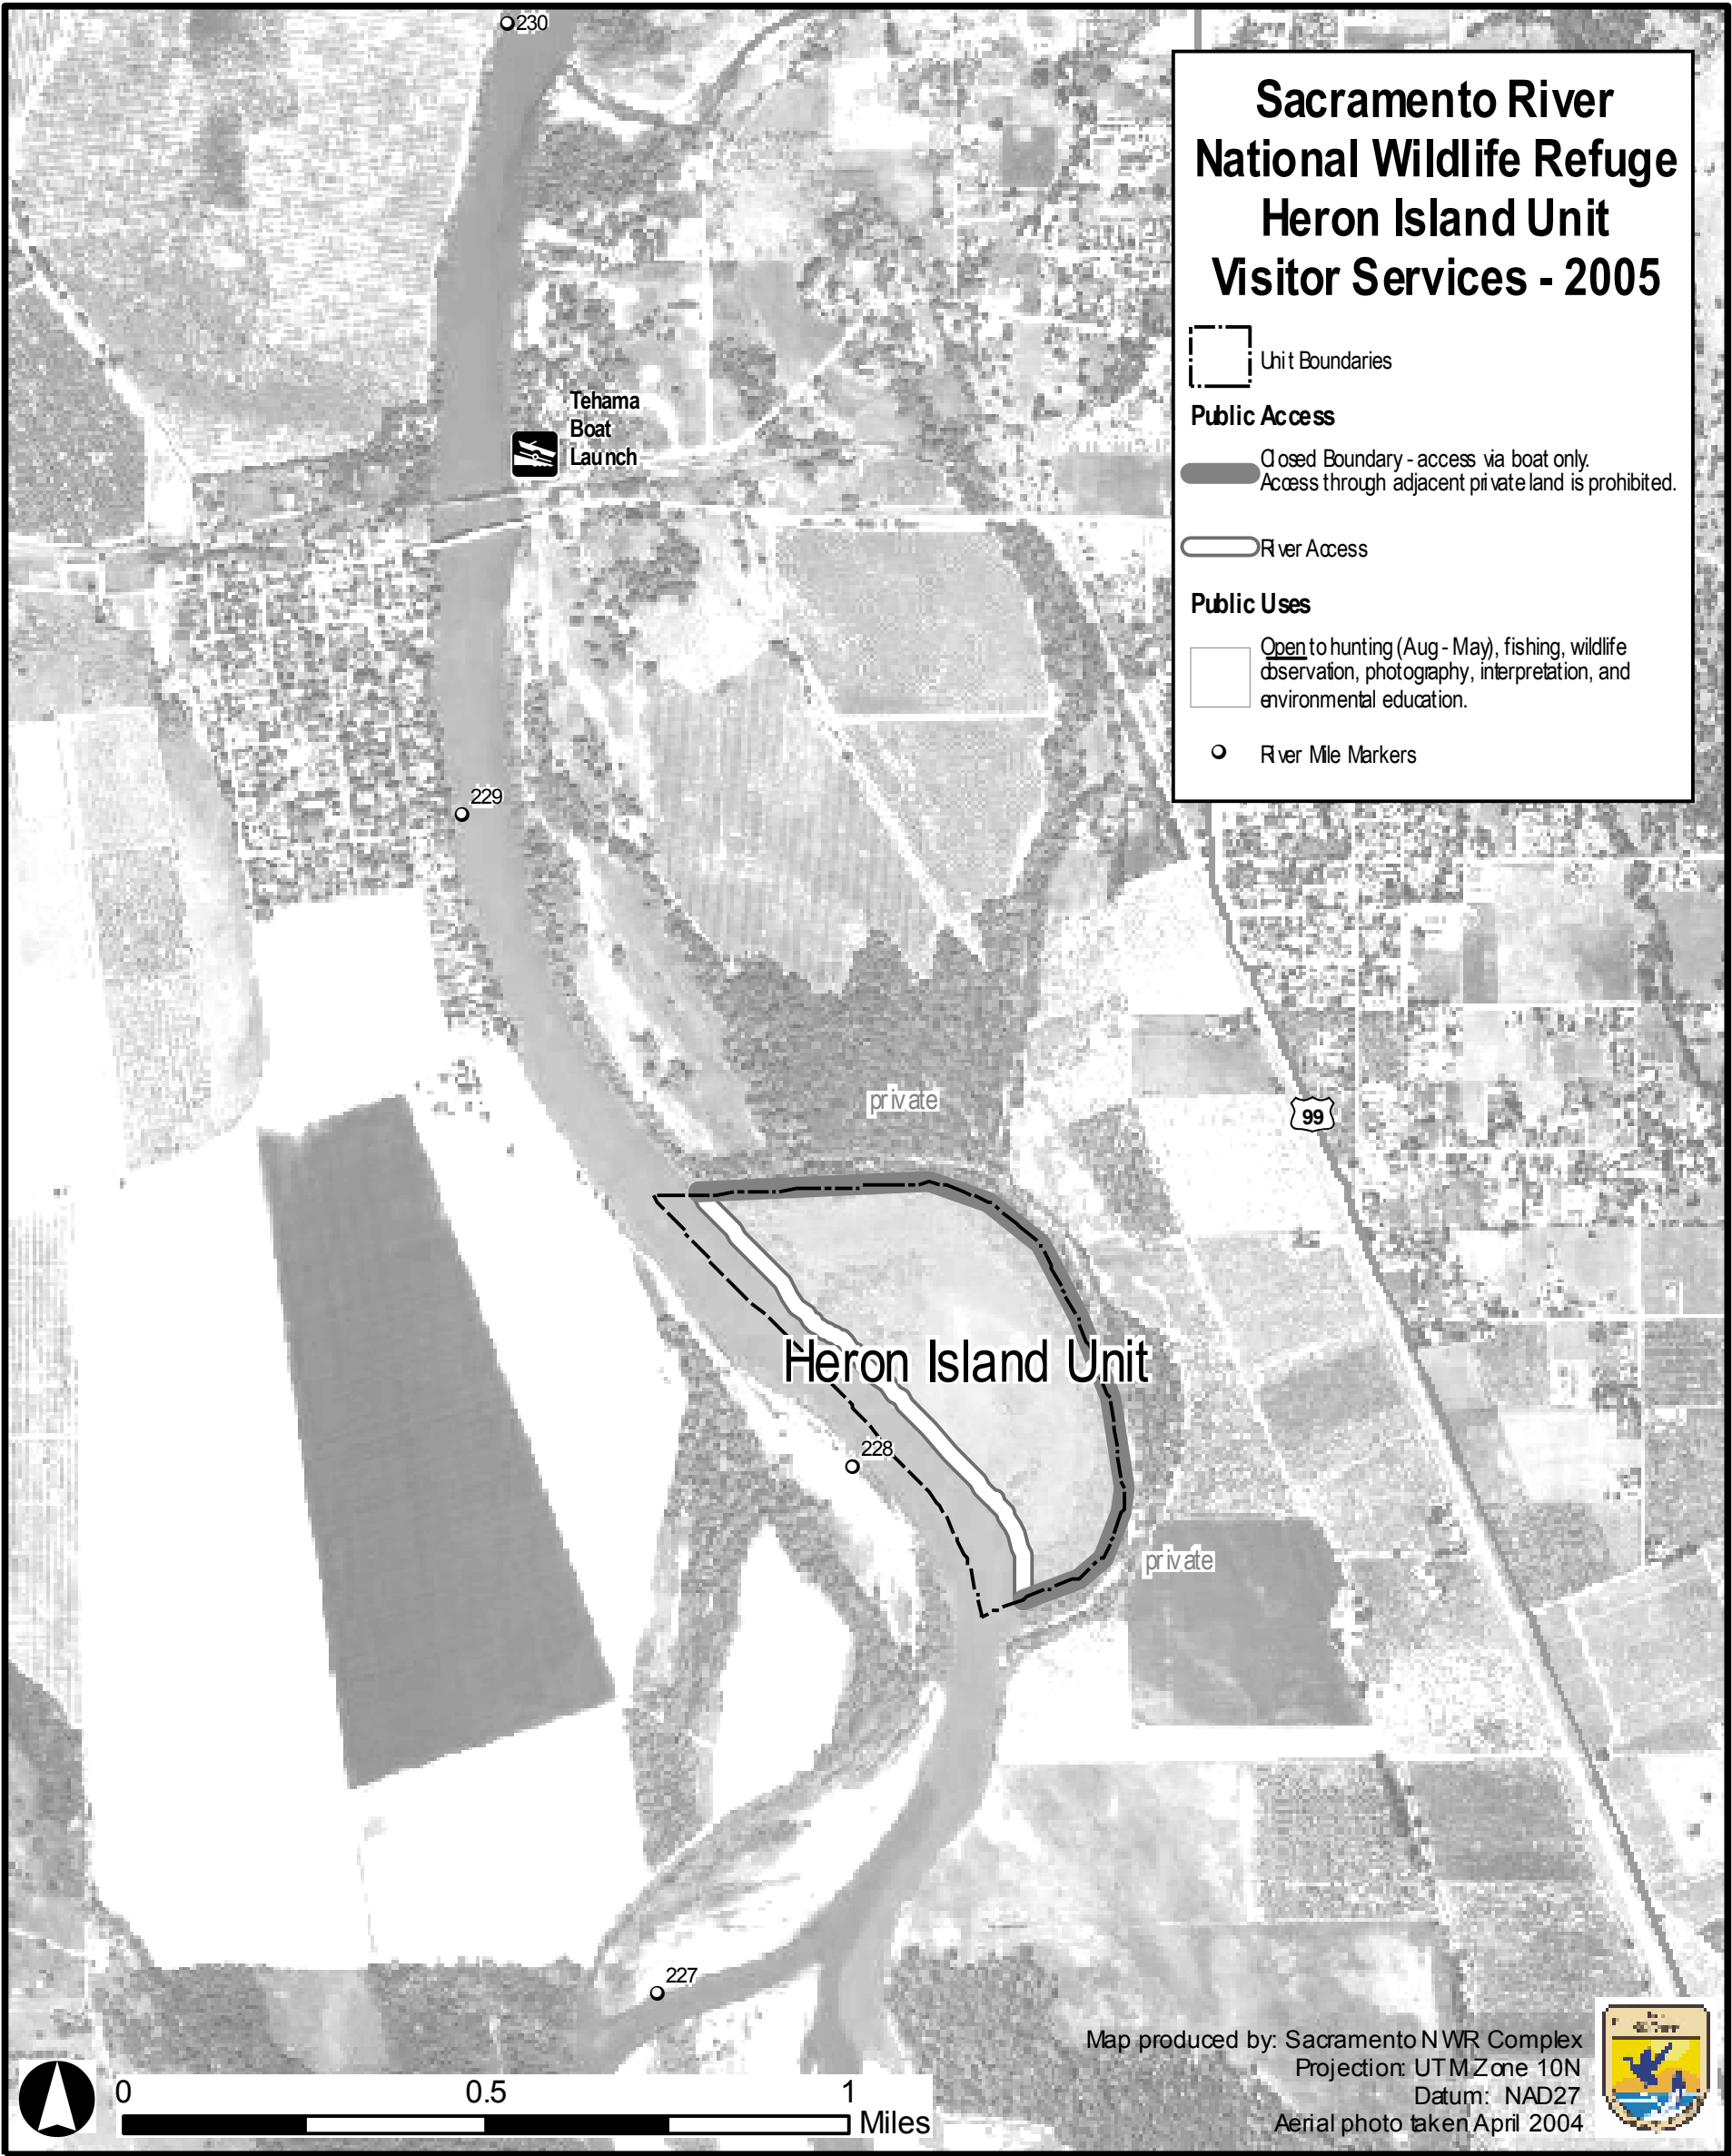 230
Sacramento River
National Wildlife Refuge
Heron Island Unit
Visitor Services - 2005
Unit Boundaries
Public Access
Closed Boundary - access via boat only.
Access through adjacent private land is prohibited.
River Access
Public Uses
Open to hunting (Aug - May), fishing, wildlife
observation, photography, interpretation, and
environmental education.
River Mile Markers
Tehama
Boat
Launch
229
private
99
Heron Island Unit
228
private
227
Map produced by: Sacramento NWR Complex
Projection: UTM Zone 10N
Datum: NAD27
Aerial photo taken April 2004
0 0.5 1
Miles